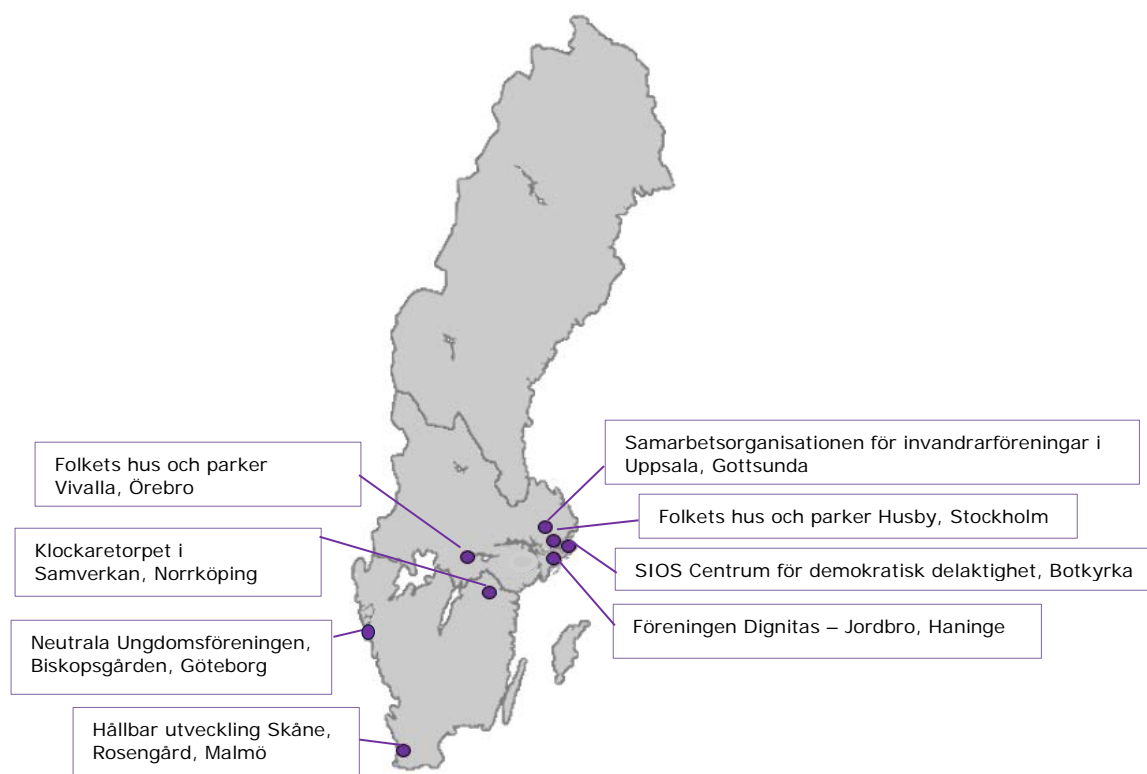 Samarbetsorganisationen för invandrarföreningar i
Uppsala, Gottsunda
Folkets hus och parker
Vivalla, Örebro
Folkets hus och parker Husby, Stockholm
Klockaretorpet i
Samverkan, Norrköping
SIOS Centrum för demokratisk delaktighet, Botkyrka
Föreningen Dignitas – Jordbro, Haninge
Neutrala Ungdomsföreningen,
Biskopsgården, Göteborg
Hållbar utveckling Skåne,
Rosengård, Malmö